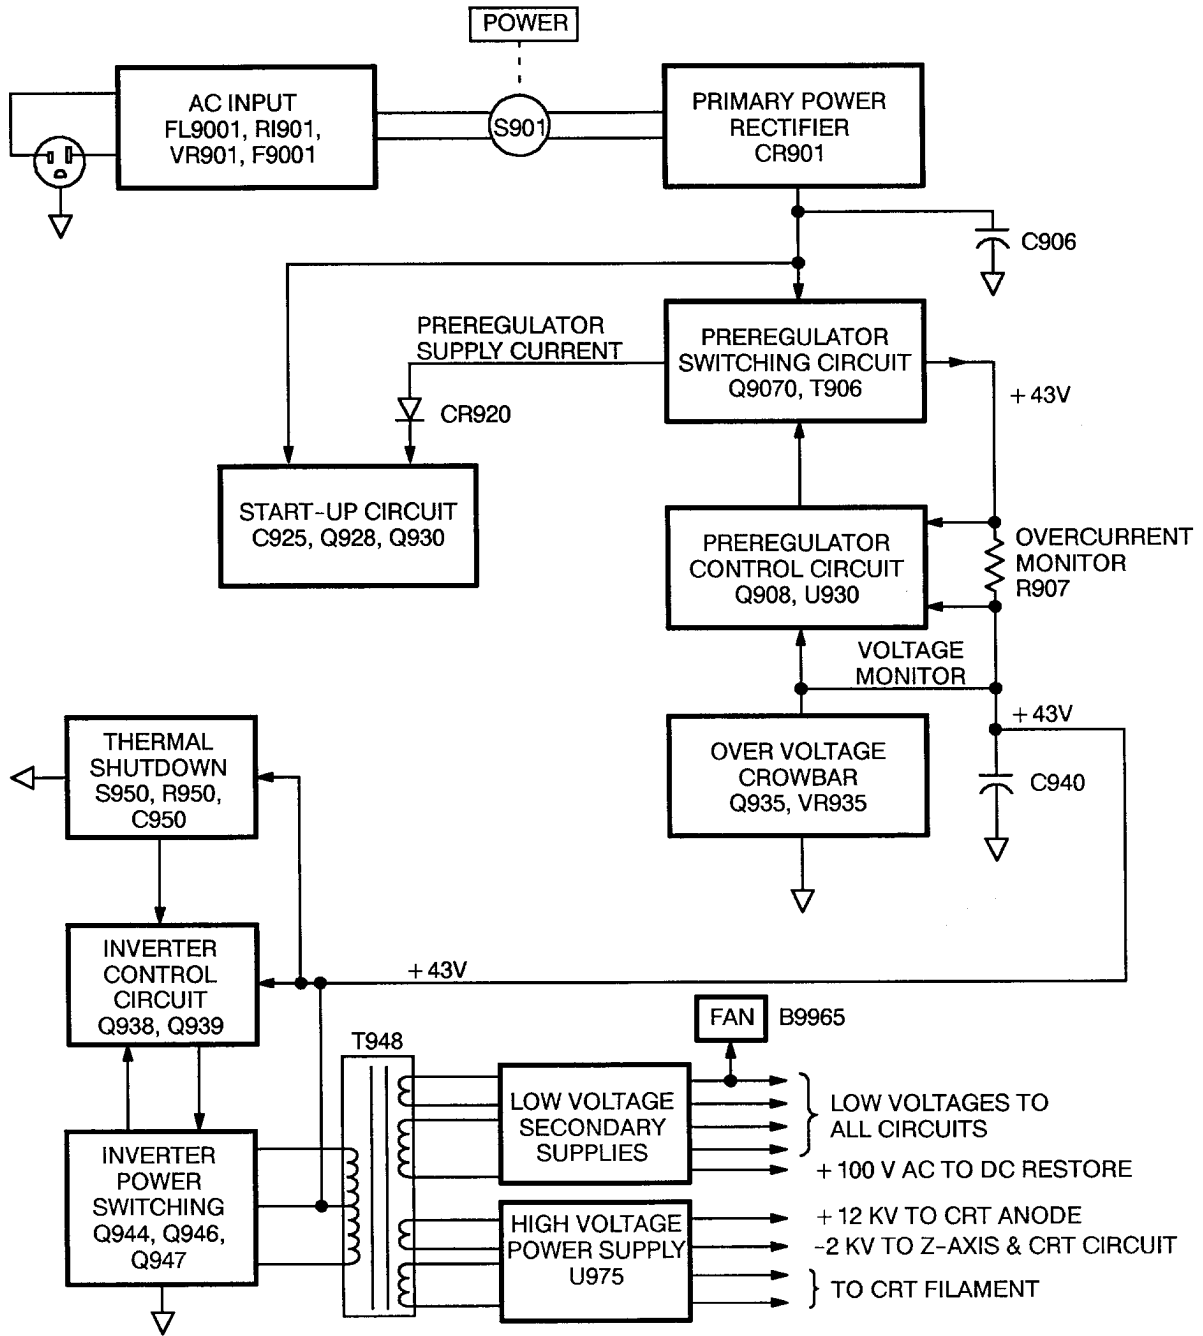 POWER
AC INPUT
FL9001, RI901,
VR901, F9001
S901
PRIMARY POWER
RECTIFIER
CR901
C906
PREREGULATOR
SUPPLY CURRENT
PREREGULATOR
SWITCHING CIRCUIT
Q9070, T906
+43V
CR920
START-UP CIRCUIT
C925, Q928, Q930
PREREGULATOR
CONTROL CIRCUIT
Q908, U930
OVERCURRENT
MONITOR
R907
VOLTAGE
MONITOR
+43V
THERMAL
SHUTDOWN
S950, R950,
C950
OVER VOLTAGE
CROWBAR
Q935, VR935
C940
INVERTER
CONTROL
CIRCUIT
Q938, Q939
+43V
FAN
B9965
T948
LOW VOLTAGE
SECONDARY
SUPPLIES
LOW VOLTAGES TO
ALL CIRCUITS
+100 V AC TO DC RESTORE
INVERTER
POWER
SWITCHING
Q944, Q946,
Q947
HIGH VOLTAGE
POWER SUPPLY
U975
+12 KV TO CRT ANODE
-2 KV TO Z-AXIS & CRT CIRCUIT
TO CRT FILAMENT